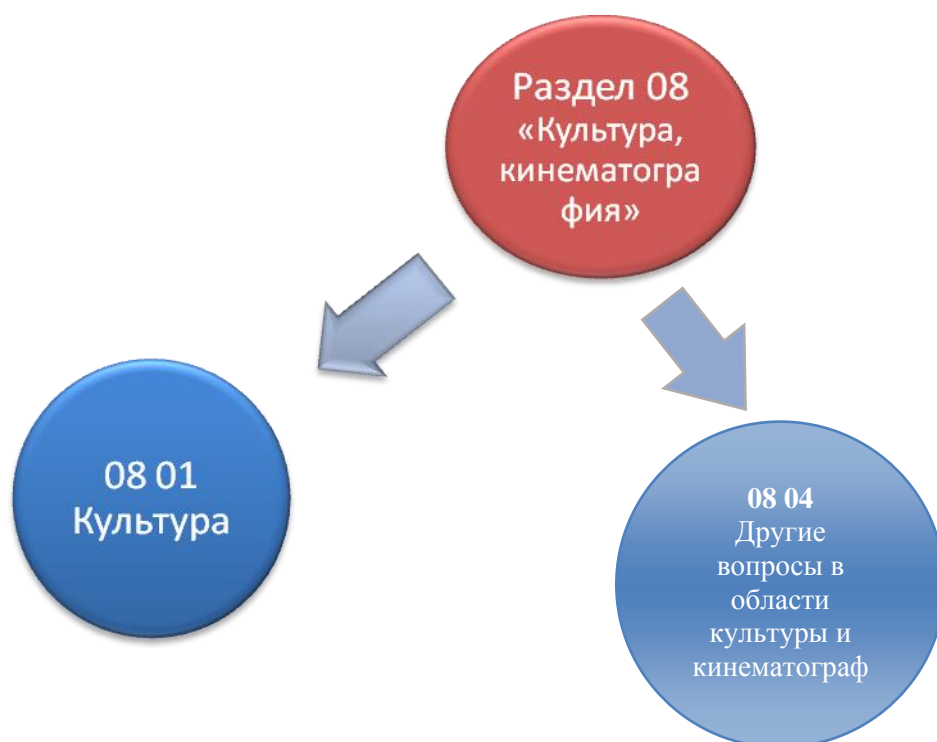 Раздел 08
«Культура,
кинематогра
фия»
08 01
Культура
08 04
Другие
вопросы в
области
культуры и
кинематограф